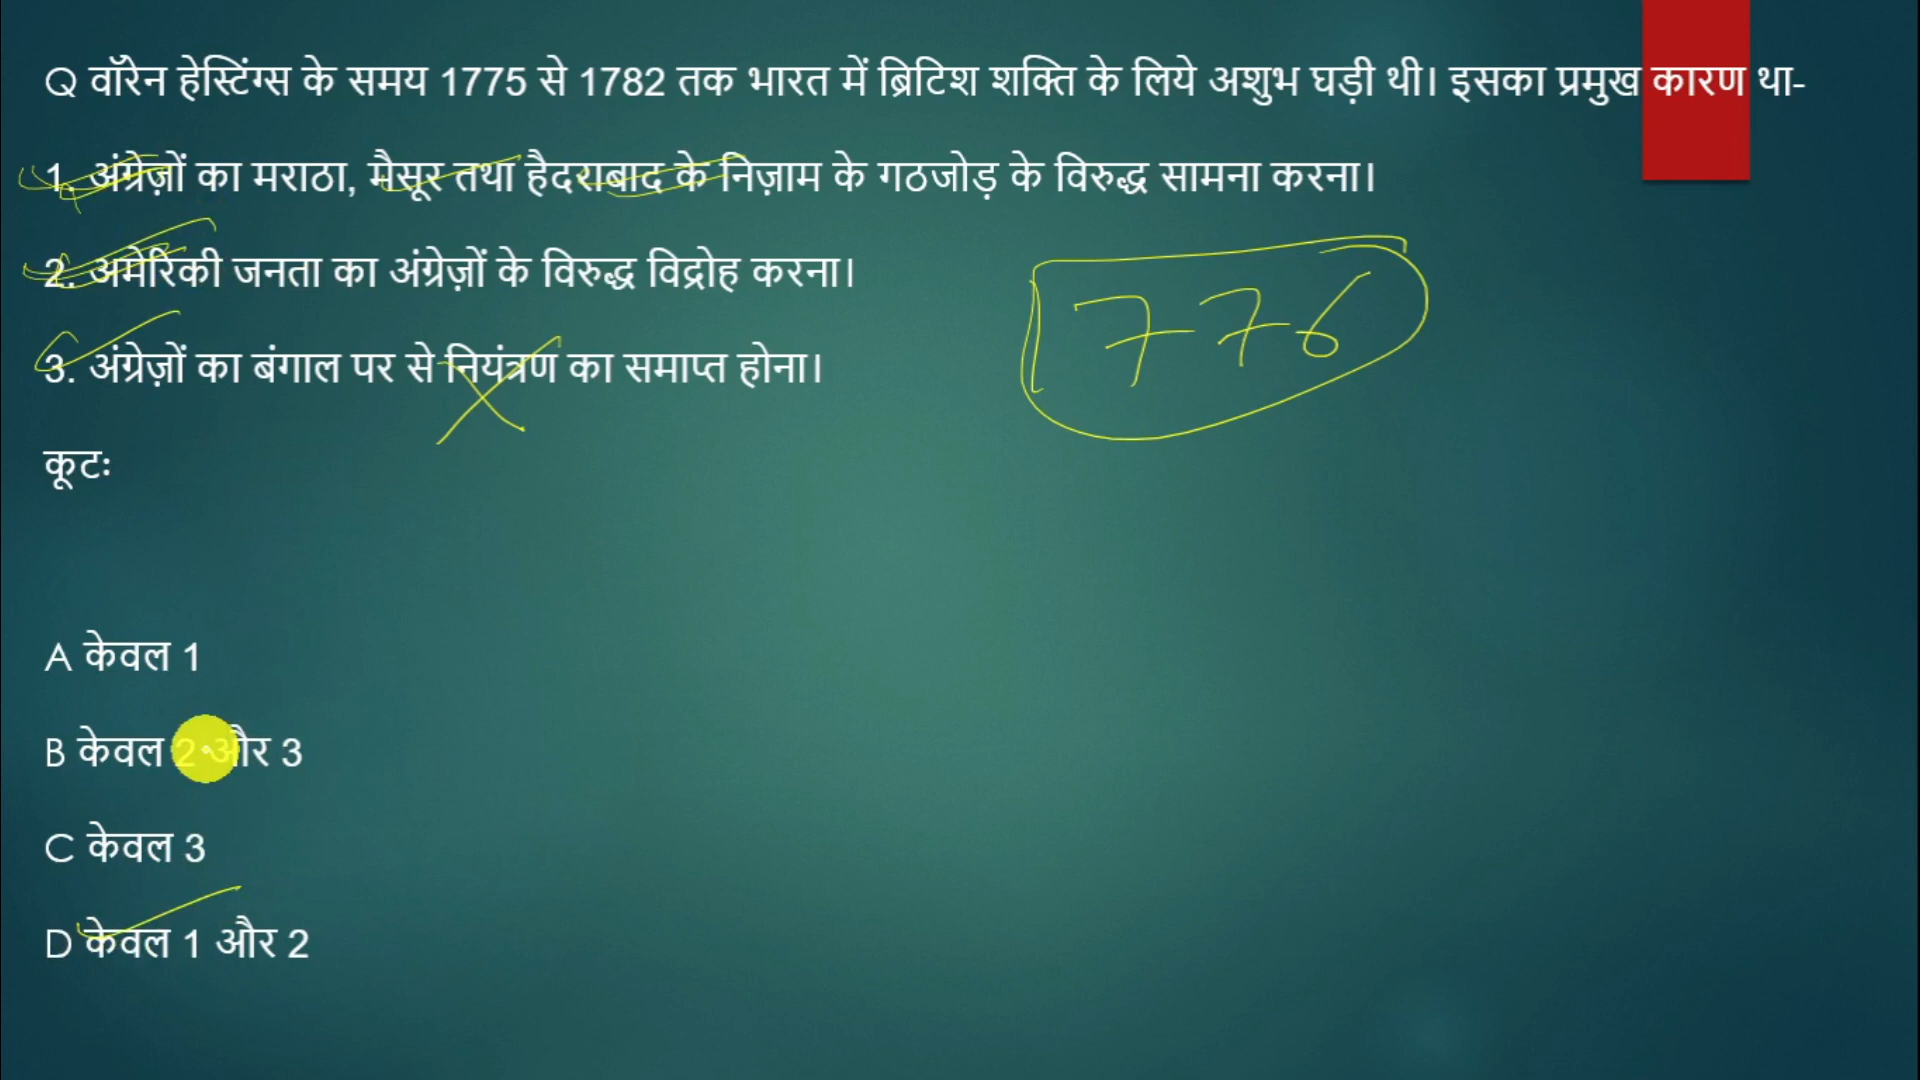 Q वॉरेन हेस्टिंग्स के समय 1775 से 1782 तक भारत में ब्रिटिश शक्ति के लिये अशुभ घड़ी थी। इसका प्रमुख कारण था-
1. अंग्रेज़ों का मराठा, मैसूर तथा हैदराबाद के निज़ाम के गठजोड़ के विरुद्ध सामना करना।
2. अमेरिकी जनता का अंग्रेज़ों के विरुद्ध विद्रोह करना।
776
3. अंग्रेज़ों का बंगाल पर से नियंत्रण का समाप्त होना।
कूटः
A केवल 1
B केवल 2 और 3
C केवल 3
D केवल 1 और 2